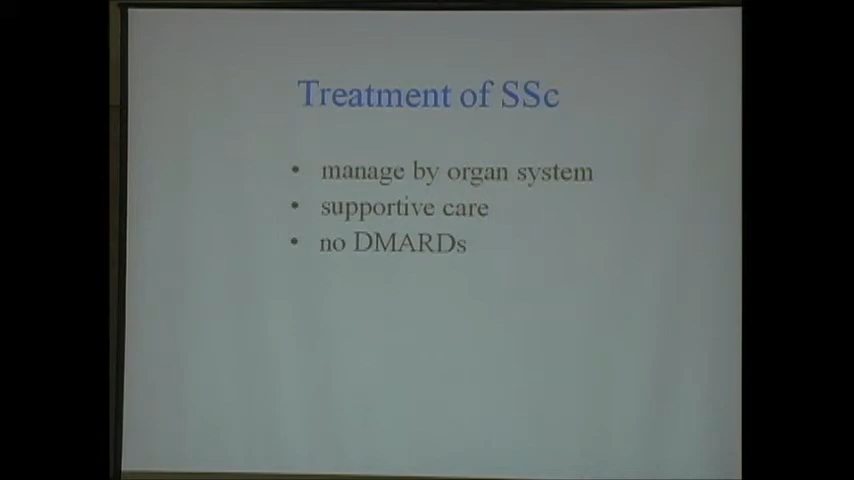 Treatment of SSc
• manage by organ system
• supportive care
• no DMARDs